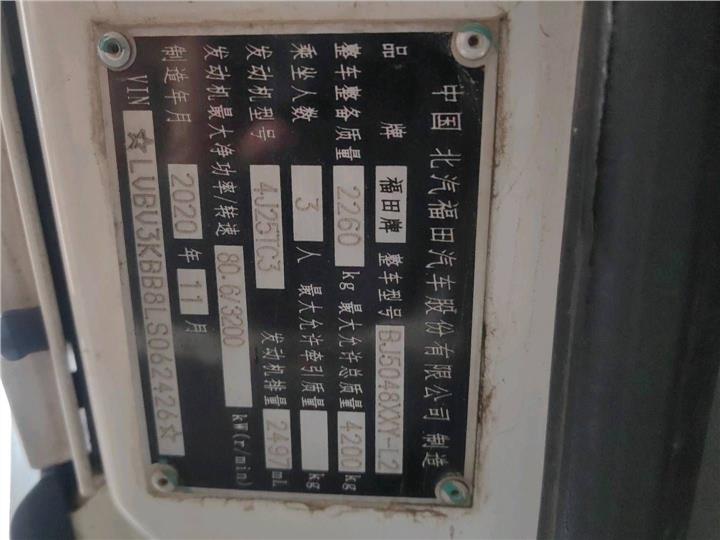 中国 北汽福田汽车股份有限公司 制造
品牌 福田牌 整车型号 BJ5048XXY-L2
整车整备质量 2260 kg 最大允许总质量 4200 kg
乘坐人数 3 人 最大允许牵引质量 kg
发动机型号 4J25TC3 发动机排量 2497 mL
发动机最大净功率/转速 80.6/3200 kW(r/min)
制造年月 2020 年 11 月
VIN ☆LVBV3KBB8LS062426☆